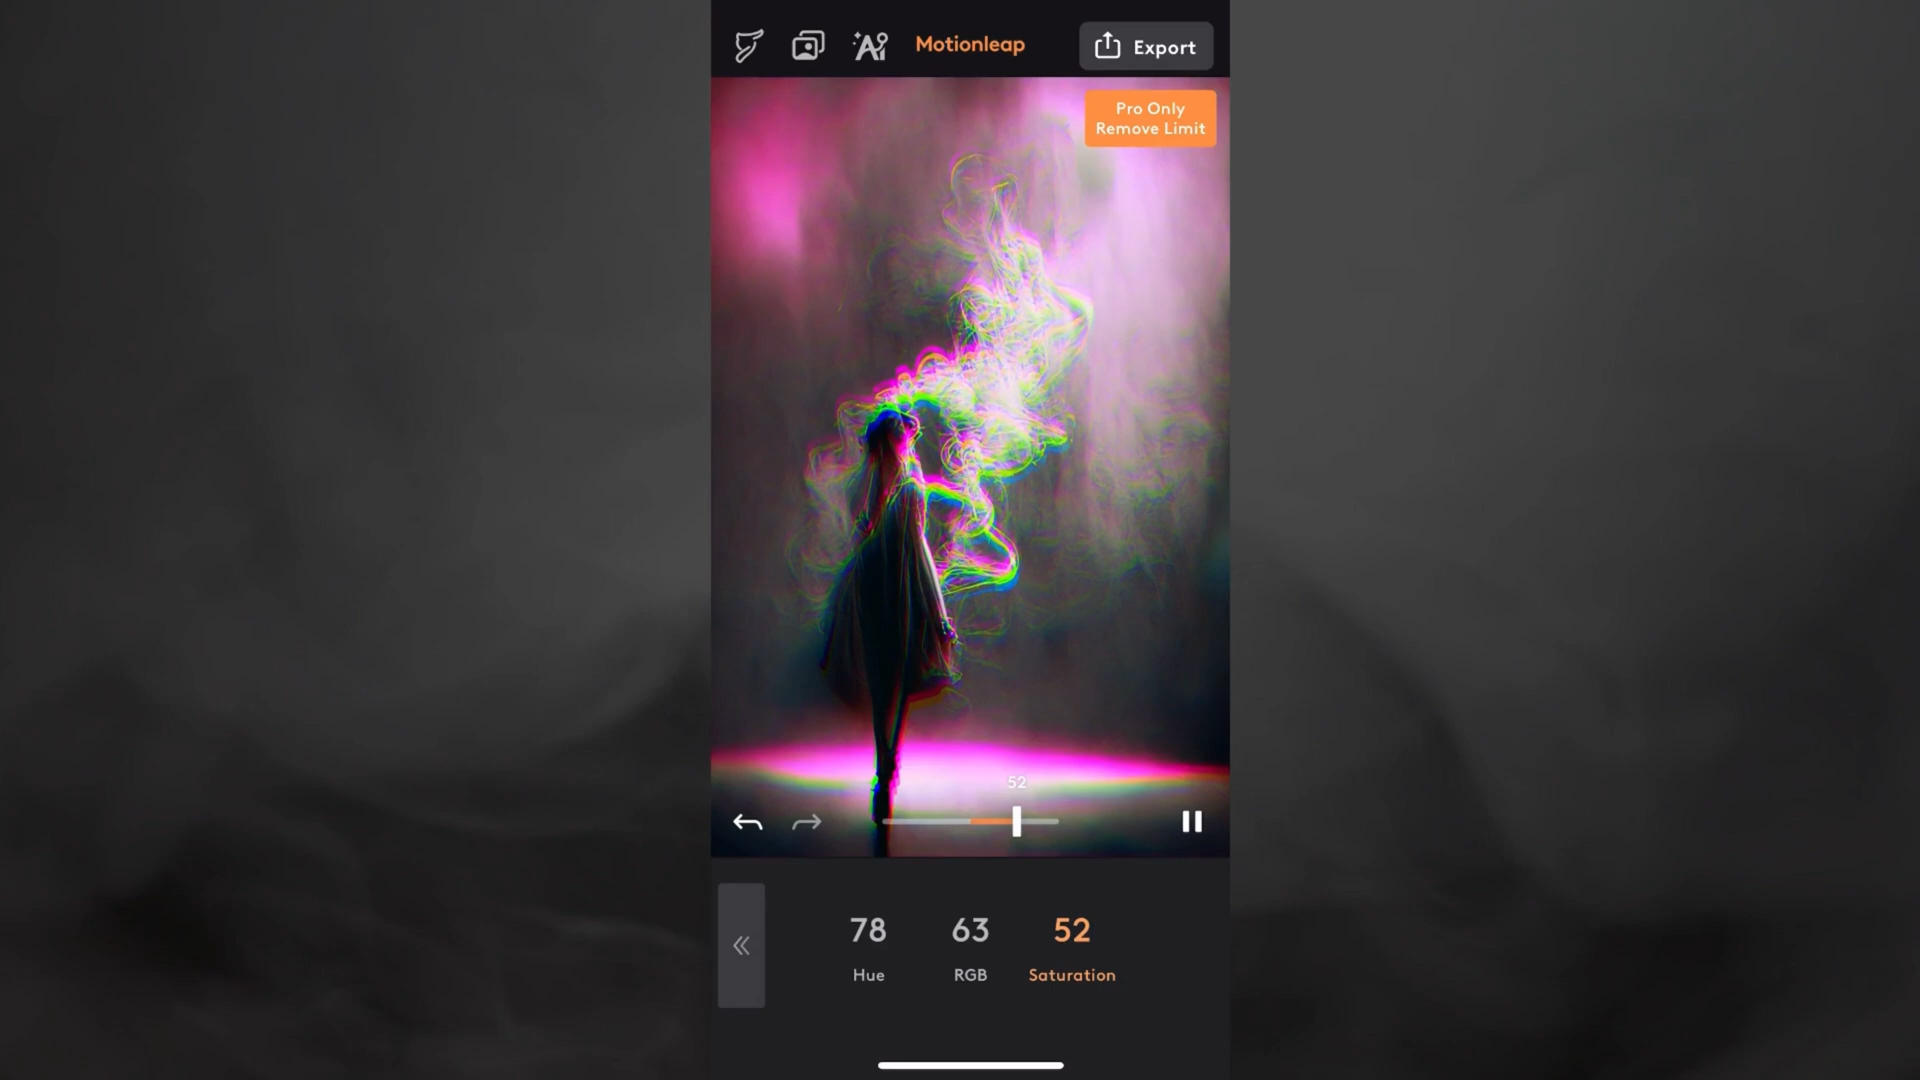 Motionleap
Export
Pro Only
Remove Limit
52
78
63
52
Hue
RGB
Saturation